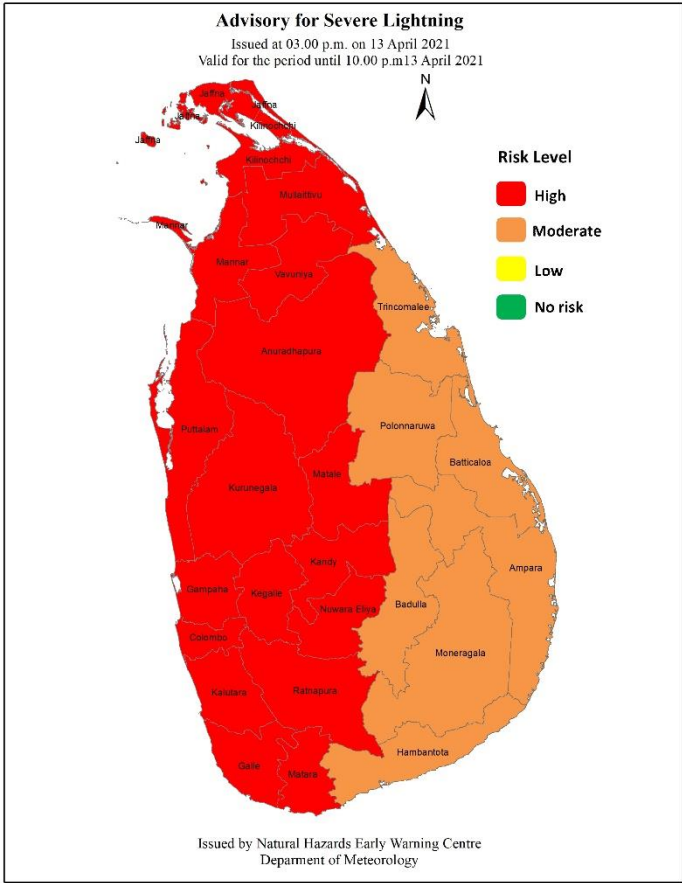 Advisory for Severe Lightning
Issued at 03.00 p.m. on 13 April 2021
Valid for the period until 10.00 p.m13 April 2021
N
Jaffna
Jaffna
Jaffna
Kilinochchi
Jaffna
Kilinochchi
Risk Level
High
Moderate
Low
No risk
Mullaittivu
Mannar
Mannar
Vavuniya
Trincomalee
Anuradhapura
Puttalam
Polonnaruwa
Batticaloa
Matale
Kurunegala
Kandy
Ampara
Gampaha
Kegalle
Nuwara Eliya
Badulla
Colombo
Moneragala
Kalutara
Ratnapura
Hambantota
Galle
Matara
Issued by Natural Hazards Early Warning Centre
Deparment of Meteorology